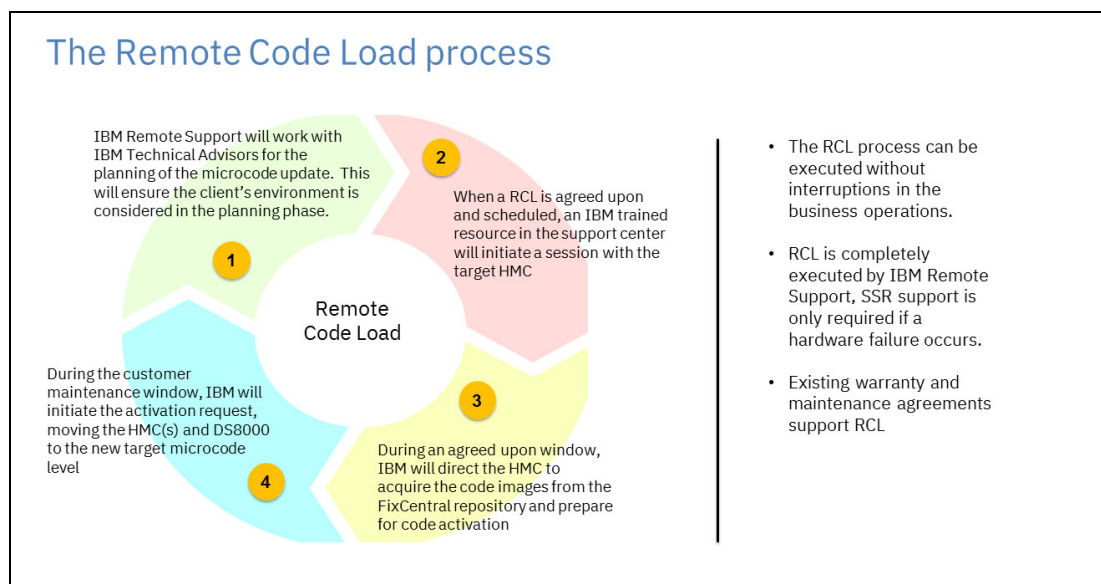 The Remote Code Load process
IBM Remote Support will work with
IBM Technical Advisors for the
planning of the microcode update.  This
will ensure the client's environment is
considered in the planning phase.
1
2
When a RCL is agreed upon
and scheduled, an IBM trained
resource in the support center
will initiate a session with the
target HMC
Remote
Code Load
3
During an agreed upon window,
IBM will direct the HMC to
acquire the code images from the
FixCentral repository and prepare
for code activation
During the customer
maintenance window, IBM will
initiate the activation request,
moving the HMC(s) and DS8000
to the new target microcode
level
4
• The RCL process can be
executed without
interruptions in the
business operations.
• RCL is completely
executed by IBM Remote
Support, SSR support is
only required if a
hardware failure occurs.
• Existing warranty and
maintenance agreements
support RCL